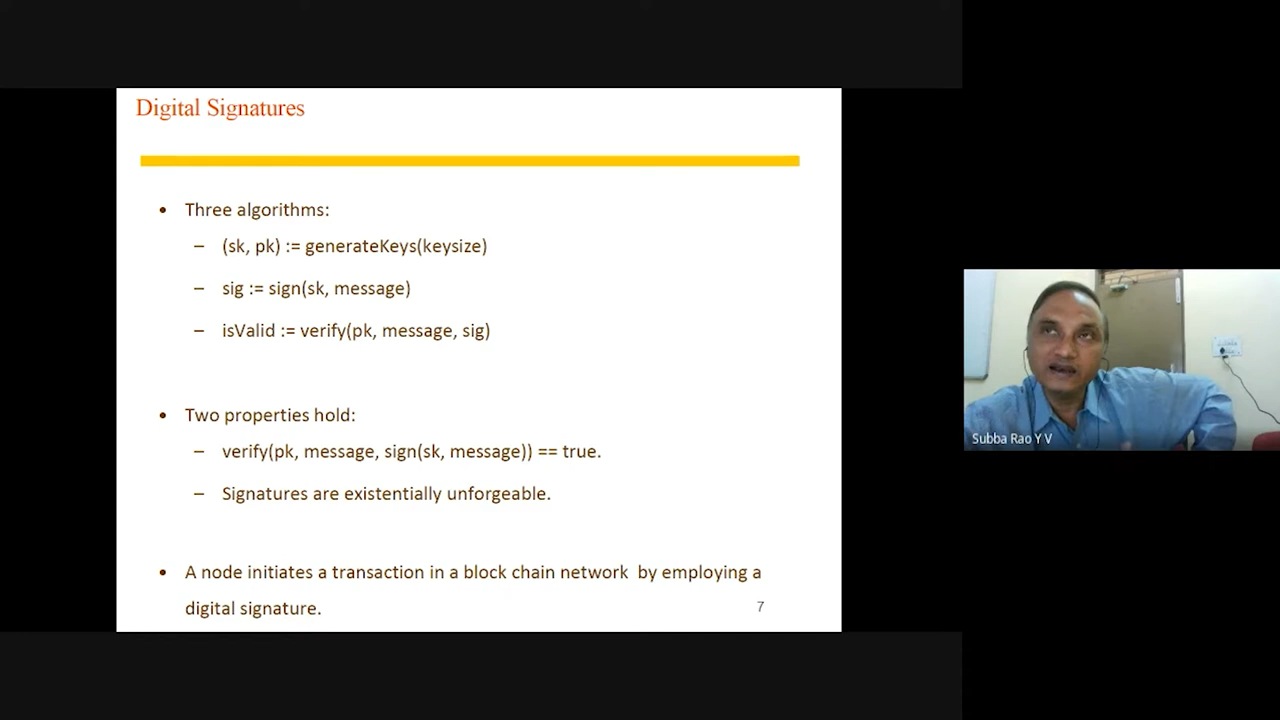 Digital Signatures
• Three algorithms:
– (sk, pk) := generateKeys(keysize)
– sig := sign(sk, message)
– isValid := verify(pk, message, sig)
• Two properties hold:
– verify(pk, message, sign(sk, message)) == true.
– Signatures are existentially unforgeable.
• A node initiates a transaction in a block chain network by employing a
digital signature.
7
Subba Rao Y V